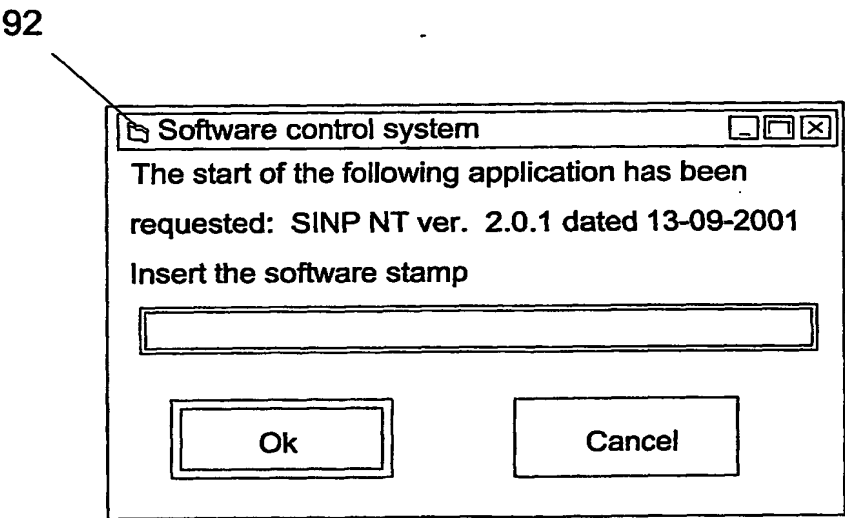 92
Software control system
The start of the following application has been
requested: SINP NT ver. 2.0.1 dated 13-09-2001
Insert the software stamp
Ok
Cancel